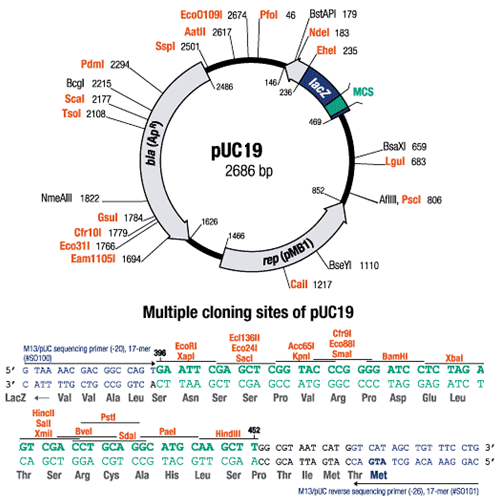 EcoO109I 2674
PfoI 46
BstAPI 179
AatII 2617
NdeI 183
SspI 2501
EheI 235
PdmI 2294
2486
146
236
lacZ
MCS
BcgI 2215
ScaI 2177
TsoI 2108
469
bla (ApR)
pUC19
2686 bp
BsaXI 659
LguI 683
NmeAIII 1822
852
AflIII, PscI 806
GsuI 1784
Cfr10I 1779
Eco31I 1766
Eam1105I 1694
1626
1466
rep (pMB1)
BseYI 1110
CaiI 1217
Multiple cloning sites of pUC19
M13/pUC sequencing primer (-20), 17-mer
(#SO100)
396
EcoRI
XapI
Ecl136II
Eco24I
SacI
Acc65I
KpnI
Cfr9I
Eco88I
SmaI
BamHI
XbaI
5' G TAA AAC GAC GGC CAG TGA ATT CGA GCT CGG TAC CCG GGG ATC CTC TAG A
3' C ATT TTG CTG CCG GTC ACT TAA GCT CGA GCC ATG GGC CCC TAG GAG ATC T
LacZ Val Val Ala Leu Ser Asn Ser Ser Pro Val Arg Pro Asp Glu Leu
HincII
SalI
XmiI
BveI
PstI
SdaI
PaeI
HindIII
452
GT CGA CCT GCA GGC ATG CAA GCT TGG CGT AAT CAT GGT CAT AGC TGT TTC CTG 3'
CA GCT GGA CGT CCG TAC GTT CGA ACC GCA TTA GTA CCA GTA TCG ACA AAG GAC 5'
Thr Ser Arg Cys Ala His Leu Ser Pro Thr Ile Met Thr Met
M13/pUC reverse sequencing primer (-26), 17-mer (#SO101)